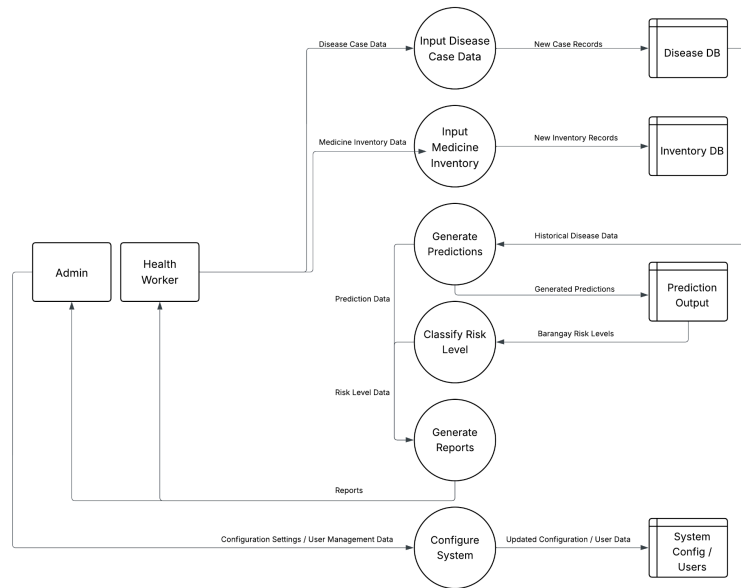 Disease Case Data
Input Disease
Case Data
New Case Records
Disease DB
Medicine Inventory Data
Input
Medicine
Inventory
New Inventory Records
Inventory DB
Admin
Health
Worker
Generate
Predictions
Historical Disease Data
Generated Predictions
Prediction
Output
Prediction Data
Classify Risk
Level
Barangay Risk Levels
Risk Level Data
Generate
Reports
Reports
Configuration Settings / User Management Data
Configure
System
Updated Configuration / User Data
System
Config /
Users